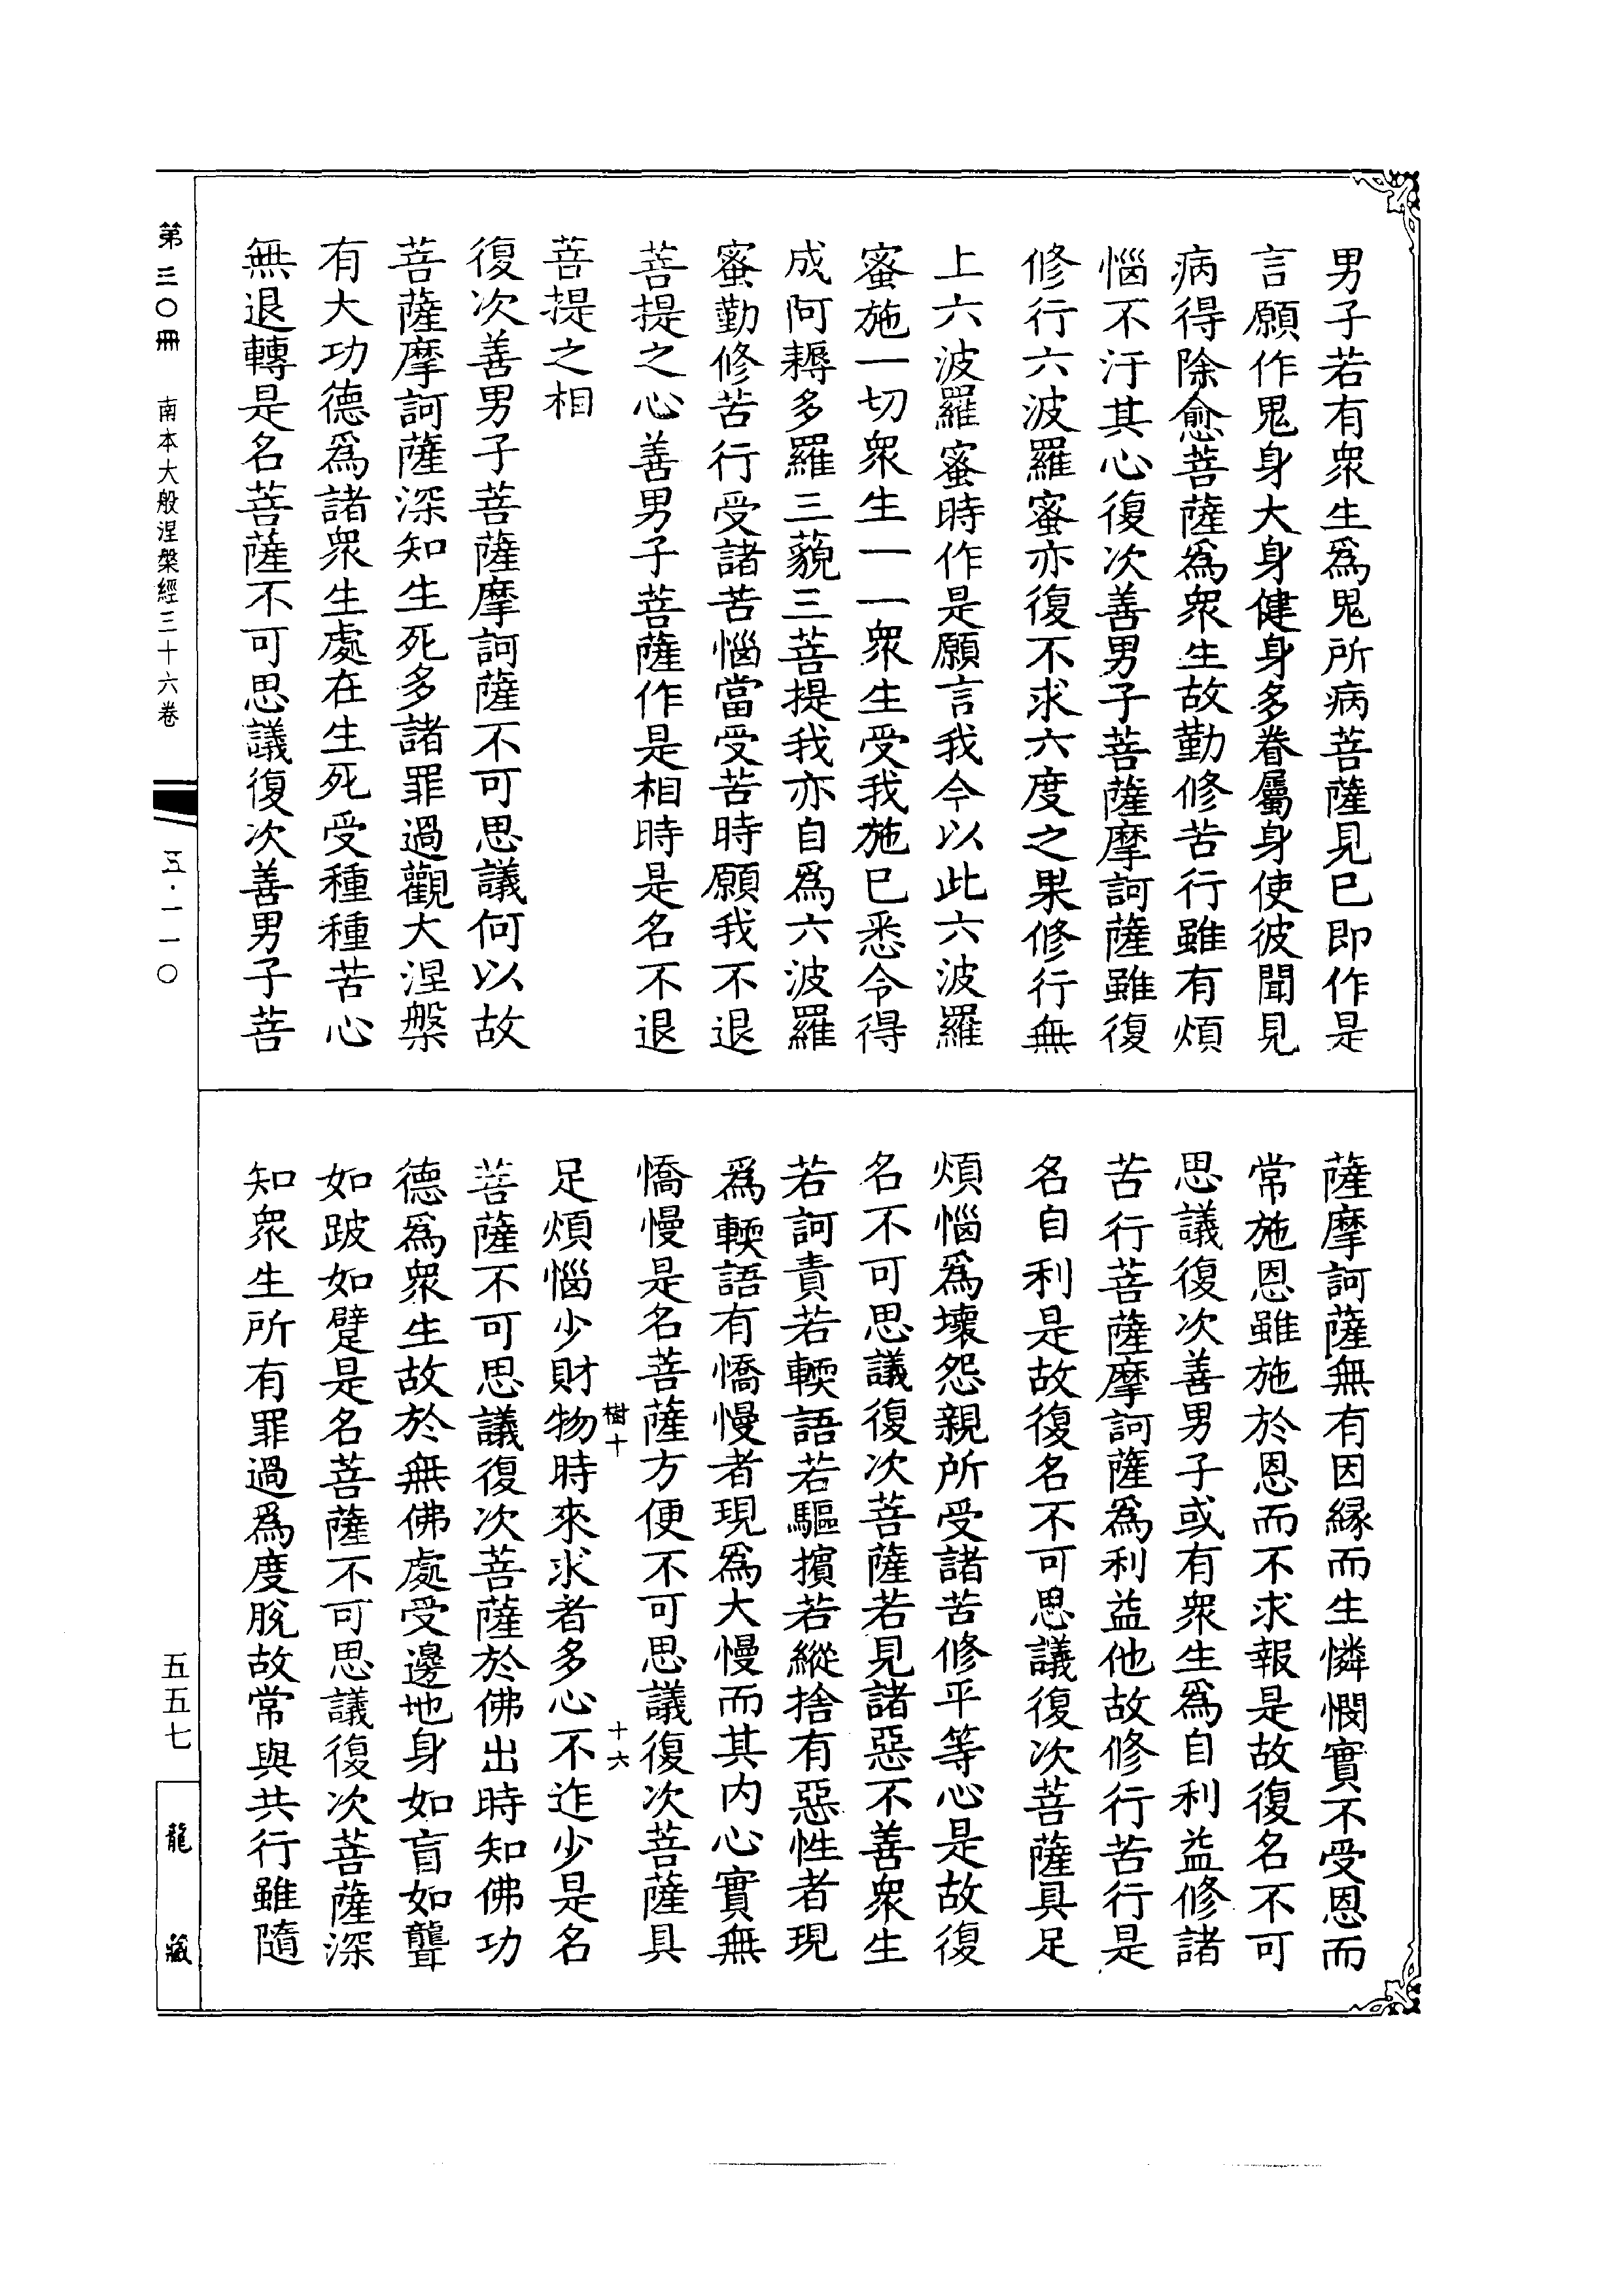 男子若有衆生爲鬼所病菩薩見已即作是
言願作鬼身大身健身多眷屬身使彼聞見
病得除愈菩薩爲衆生故勤修苦行雖有煩
惱不汙其心復次善男子菩薩摩訶薩雖復
修行六波羅蜜亦復不求六度之果修行無
上六波羅蜜時作是願言我今以此六波羅
蜜施一切衆生一一衆生受我施已悉令得
成阿耨多羅三藐三菩提我亦自爲六波羅
蜜勤修苦行受諸苦惱當受苦時願我不退
菩提之心善男子菩薩作是相時是名不退
菩提之相
復次善男子菩薩摩訶薩不可思議何以故
菩薩摩訶薩深知生死多諸罪過觀大涅槃
有大功德爲諸衆生處在生死受種種苦心
無退轉是名菩薩不可思議復次善男子菩
薩摩訶薩無有因緣而生憐憫實不受恩而
常施恩雖施於恩而不求報是故復名不可
思議復次善男子或有衆生爲自利益修諸
苦行菩薩摩訶薩爲利益他故修行苦行是
名自利是故復名不可思議復次菩薩具足
煩惱爲壞怨親所受諸苦修平等心是故復
名不可思議復次菩薩若見諸惡不善衆生
若訶責若輭語若驅擯若縱捨有惡性者現
爲輭語有憍慢者現爲大慢而其内心實無
憍慢是名菩薩方便不可思議復次菩薩具
樹十
十六
足煩惱少財物時來求者多心不迮少是名
菩薩不可思議復次菩薩於佛出時知佛功
德爲衆生故於無佛處受邊地身如盲如聾
如跛如躄是名菩薩不可思議復次菩薩深
知衆生所有罪過爲度脫故常與共行雖隨
第三〇冊
南本大般涅槃經三十六卷
五·一一〇
五五七
龍藏